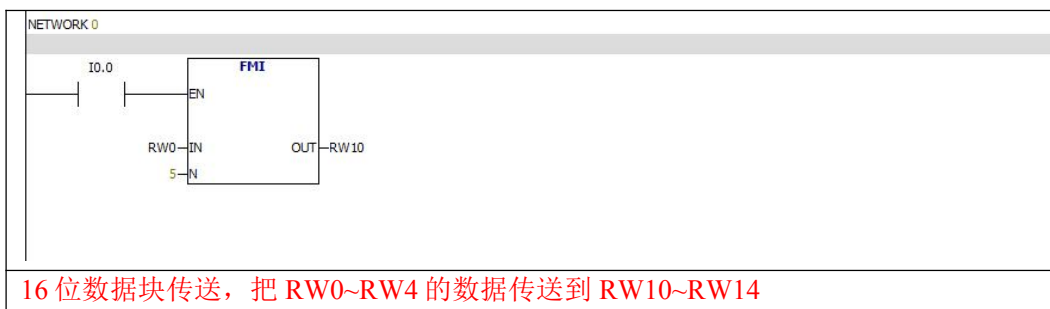 NETWORK 0
I0.0
FMI
EN
RW0 IN OUT RW10
5 N
16 位数据块传送，把 RW0~RW4 的数据传送到 RW10~RW14